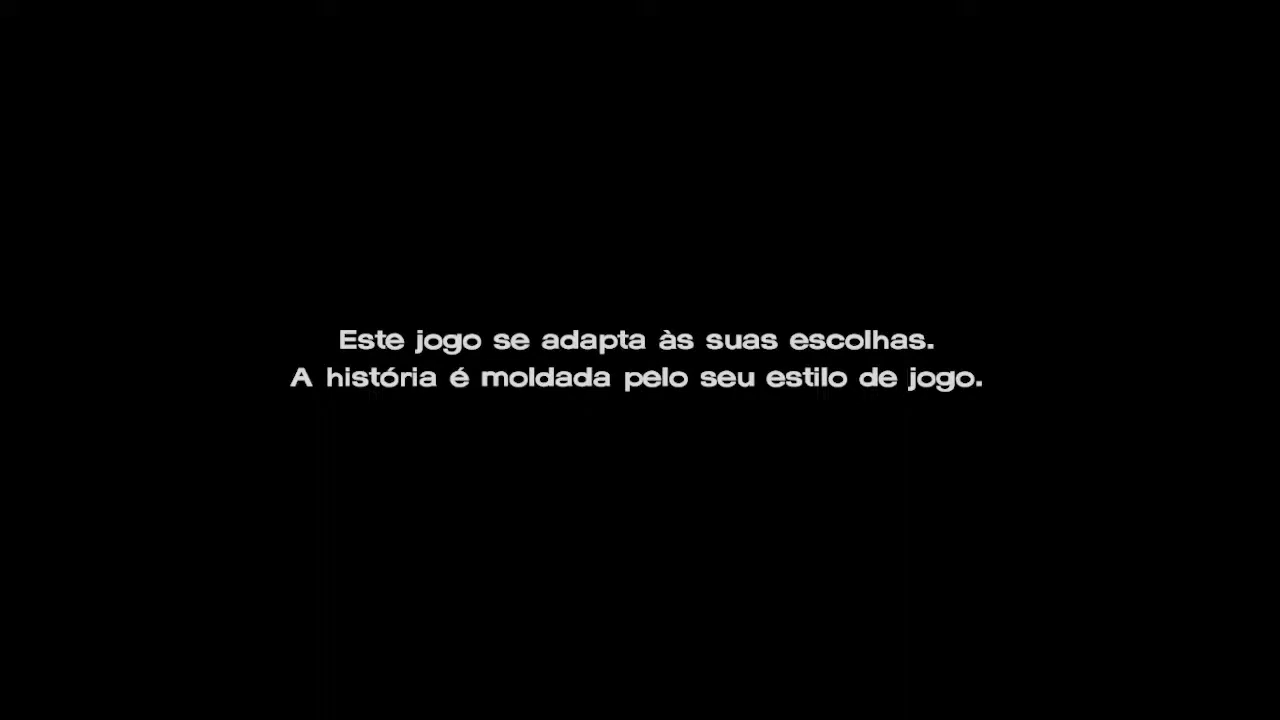 Este jogo se adapta às suas escolhas.
A história é moldada pelo seu estilo de jogo.